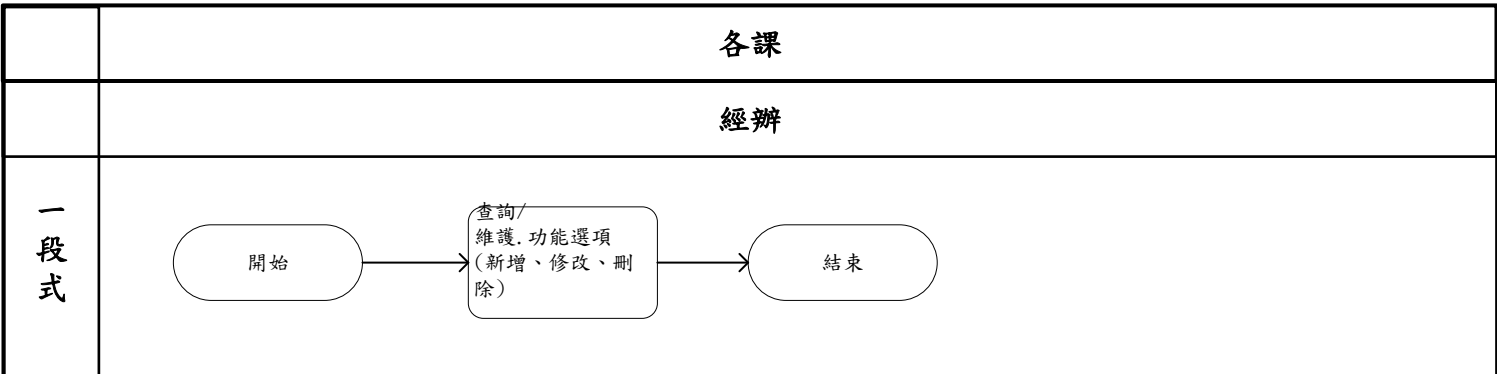 各課
經辦
一
段
式
開始
查詢/
維護.功能選項
(新增、修改、刪
除)
結束